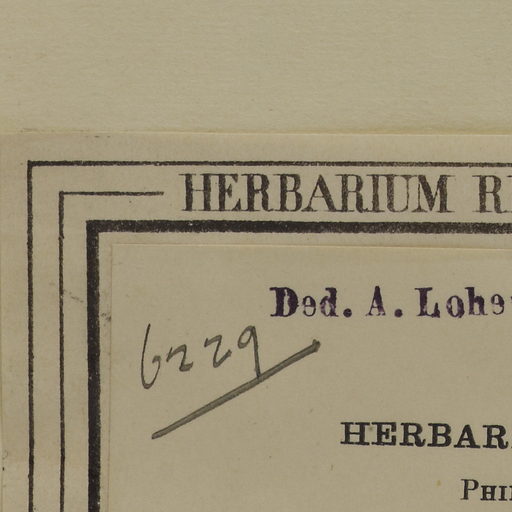 HERBARIUM R
Ded. A. Lohe
6229
HERBAR
PHI